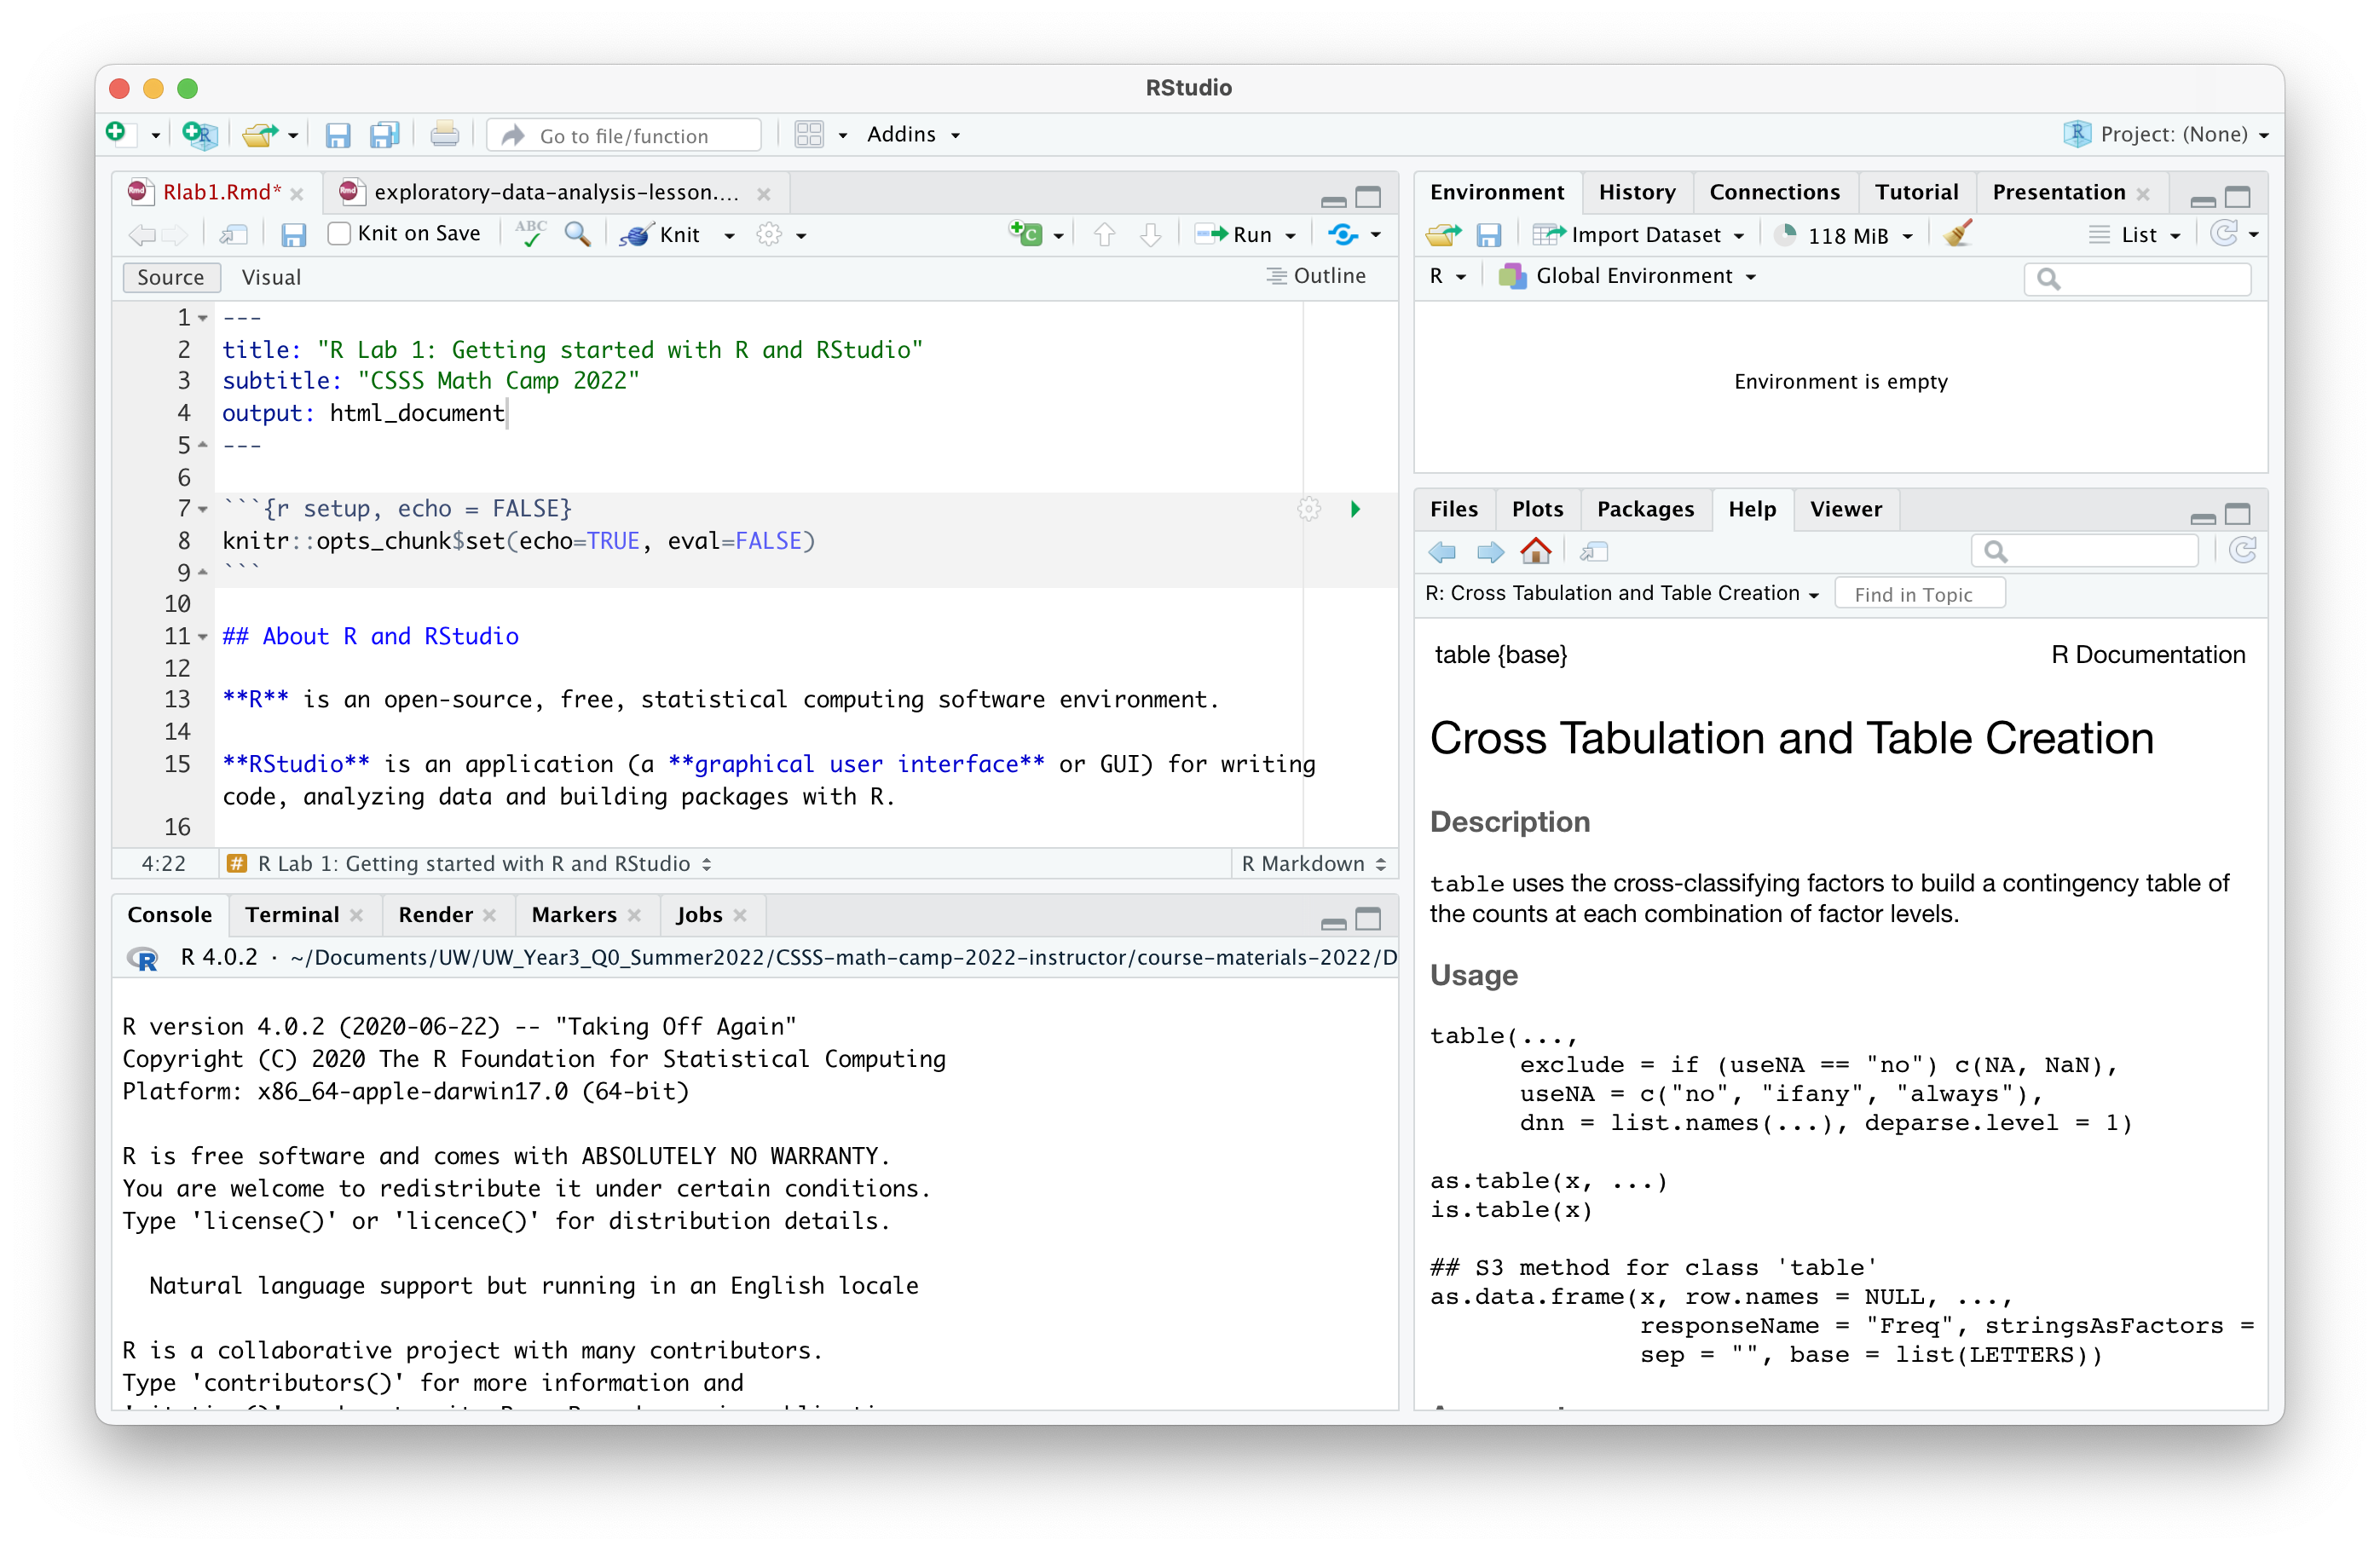 RStudio
Go to file/function
Addins
Project: (None)
Rlab1.Rmd*
exploratory-data-analysis-lesson....
Knit on Save
ABC
Knit
Run
Source
Visual
Outline
1 ---
2 title: "R Lab 1: Getting started with R and RStudio"
3 subtitle: "CSSS Math Camp 2022"
4 output: html_document
5 ---
6
7 ```{r setup, echo = FALSE}
8 knitr::opts_chunk$set(echo=TRUE, eval=FALSE)
9 ```
10
11 ## About R and RStudio
12
13 **R** is an open-source, free, statistical computing software environment.
14
15 **RStudio** is an application (a **graphical user interface** or GUI) for writing
code, analyzing data and building packages with R.
16
4:22
# R Lab 1: Getting started with R and RStudio
R Markdown
Console
Terminal
Render
Markers
Jobs
R 4.0.2 · ~/Documents/UW/UW_Year3_Q0_Summer2022/CSSS-math-camp-2022-instructor/course-materials-2022/D
R version 4.0.2 (2020-06-22) -- "Taking Off Again"
Copyright (C) 2020 The R Foundation for Statistical Computing
Platform: x86_64-apple-darwin17.0 (64-bit)
R is free software and comes with ABSOLUTELY NO WARRANTY.
You are welcome to redistribute it under certain conditions.
Type 'license()' or 'licence()' for distribution details.
Natural language support but running in an English locale
R is a collaborative project with many contributors.
Type 'contributors()' for more information and
Environment
History
Connections
Tutorial
Presentation
Import Dataset
118 MiB
List
R
Global Environment
Environment is empty
Files
Plots
Packages
Help
Viewer
R: Cross Tabulation and Table Creation
Find in Topic
table {base}
R Documentation
Cross Tabulation and Table Creation
Description
table uses the cross-classifying factors to build a contingency table of
the counts at each combination of factor levels.
Usage
table(...,
exclude = if (useNA == "no") c(NA, NaN),
useNA = c("no", "ifany", "always"),
dnn = list.names(...), deparse.level = 1)
as.table(x, ...)
is.table(x)
## S3 method for class 'table'
as.data.frame(x, row.names = NULL, ...,
responseName = "Freq", stringsAsFactors =
sep = "", base = list(LETTERS))